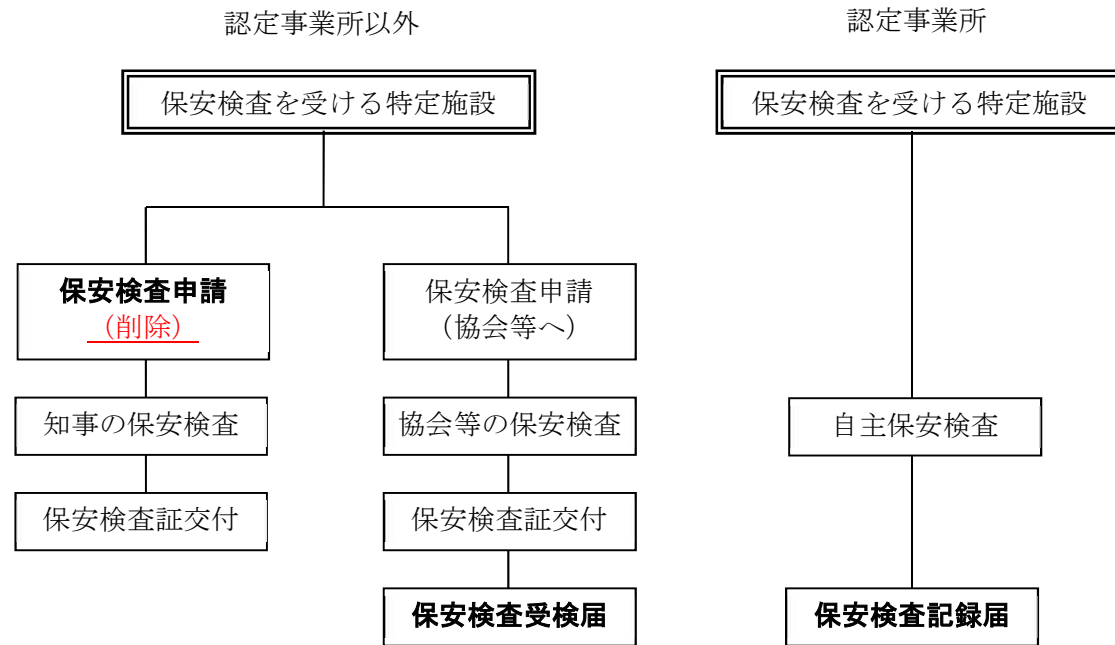 認定事業所以外
認定事業所
保安検査を受ける特定施設
保安検査を受ける特定施設
保安検査申請
（削除）
保安検査申請
（協会等へ）
知事の保安検査
協会等の保安検査
自主保安検査
保安検査証交付
保安検査証交付
保安検査受検届
保安検査記録届